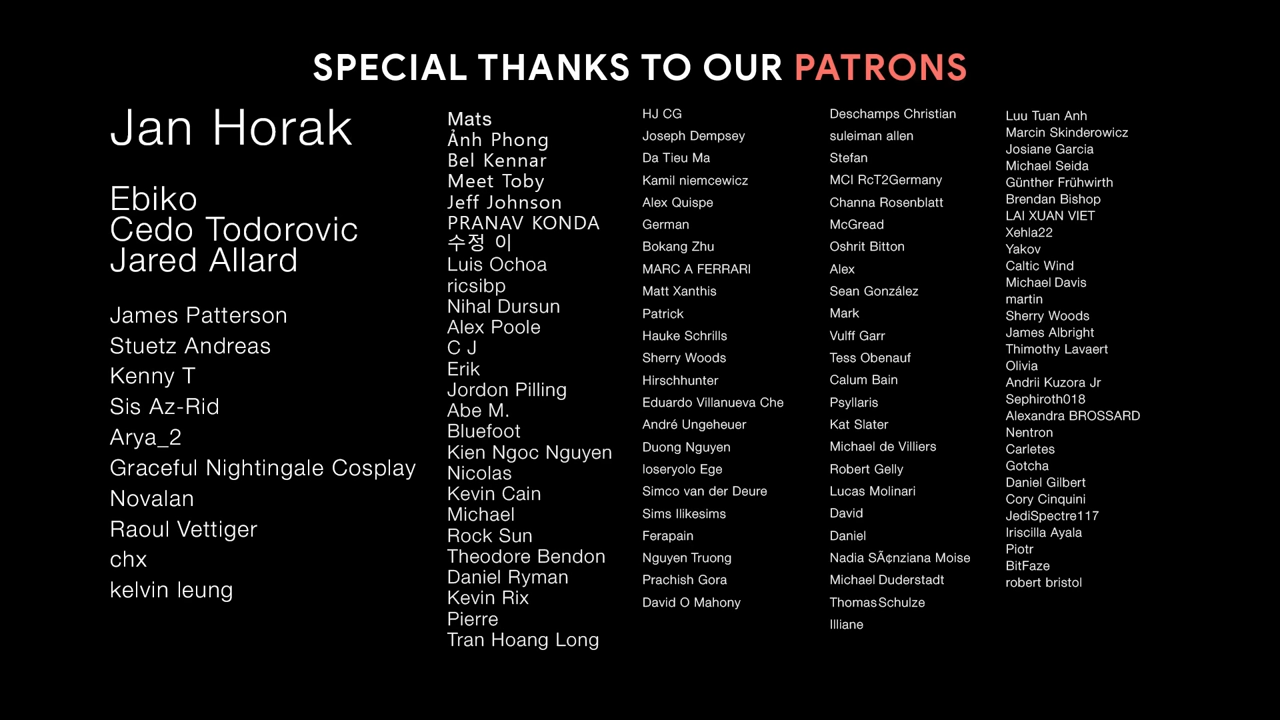 SPECIAL THANKS TO OUR PATRONS
Jan Horak
Ebiko
Cedo Todorovic
Jared Allard
James Patterson
Stuetz Andreas
Kenny T
Sis Az-Rid
Arya_2
Graceful Nightingale Cosplay
Novalan
Raoul Vettiger
chx
kelvin leung
Mats
Ảnh Phong
Bel Kennar
Meet Toby
Jeff Johnson
PRANAV KONDA
수정 이
Luis Ochoa
ricsibp
Nihal Dursun
Alex Poole
C J
Erik
Jordon Pilling
Abe M.
Bluefoot
Kien Ngoc Nguyen
Nicolas
Kevin Cain
Michael
Rock Sun
Theodore Bendon
Daniel Ryman
Kevin Rix
Pierre
Tran Hoang Long
HJ CG
Joseph Dempsey
Da Tieu Ma
Kamil niemcewicz
Alex Quispe
German
Bokang Zhu
MARC A FERRARI
Matt Xanthis
Patrick
Hauke Schrills
Sherry Woods
Hirschhunter
Eduardo Villanueva Che
André Ungeheuer
Duong Nguyen
loseryolo Ege
Simco van der Deure
Sims Ilikesims
Ferapain
Nguyen Truong
Prachish Gora
David O Mahony
Deschamps Christian
suleiman allen
Stefan
MCI RcT2Germany
Channa Rosenblatt
McGread
Oshrit Bitton
Alex
Sean González
Mark
Vulff Garr
Tess Obenauf
Calum Bain
Psyllaris
Kat Slater
Michael de Villiers
Robert Gelly
Lucas Molinari
David
Daniel
Nadia SÃ¢nziana Moise
Michael Duderstadt
Thomas Schulze
Illiane
Luu Tuan Anh
Marcin Skinderowicz
Josiane Garcia
Michael Seida
Günther Frühwirth
Brendan Bishop
LAI XUAN VIET
Xehla22
Yakov
Caltic Wind
Michael Davis
martin
Sherry Woods
James Albright
Thimothy Lavaert
Olivia
Andrii Kuzora Jr
Sephiroth018
Alexandra BROSSARD
Nentron
Carletes
Gotcha
Daniel Gilbert
Cory Cinquini
JediSpectre117
Iriscilla Ayala
Piotr
BitFaze
robert bristol